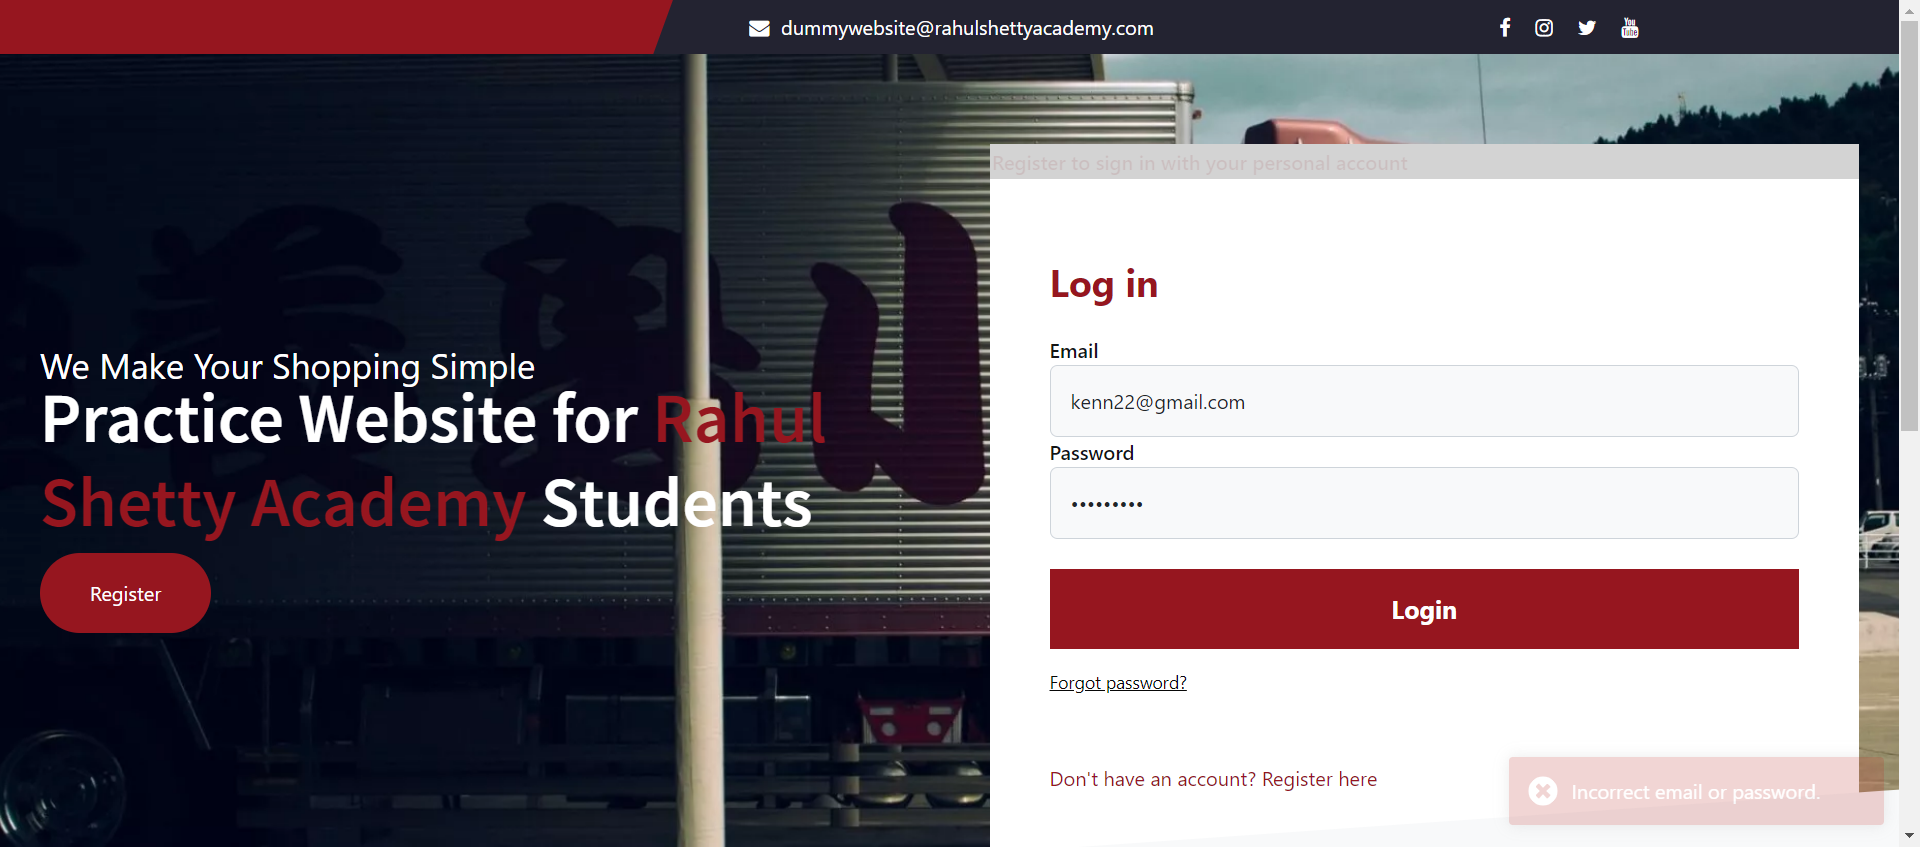 dummywebsite@rahulshettyacademy.com
You
Tube
Register to sign in with your personal account
We Make Your Shopping Simple
Practice Website for Rahul
Shetty Academy Students
Register
Log in
Email
kenn22@gmail.com
Password
•••••••••
Login
Forgot password?
Don't have an account? Register here
Incorrect email or password.